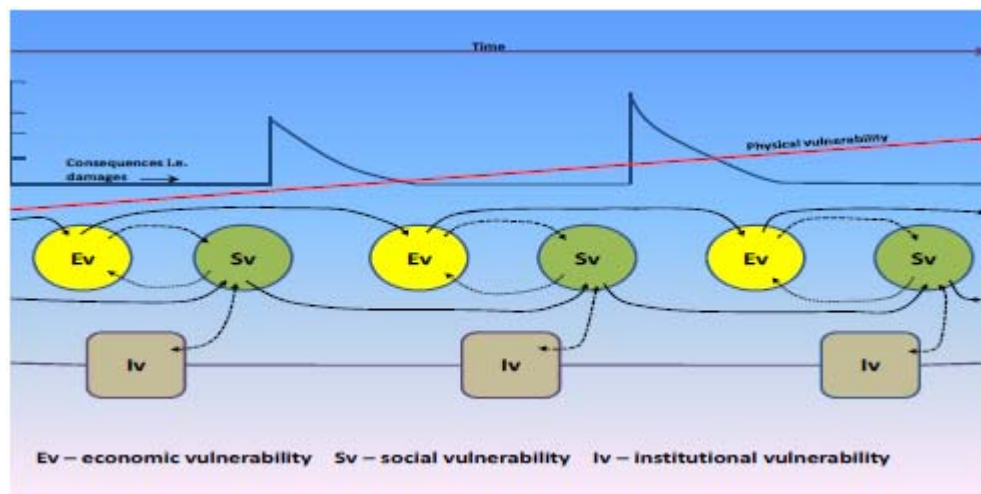 Time
Physical vulnerability
Consequences i.e.
damages
Ev
Sv
Ev
Sv
Ev
Sv
Iv
Iv
Iv
Ev – economic vulnerability Sv – social vulnerability Iv – institutional vulnerability